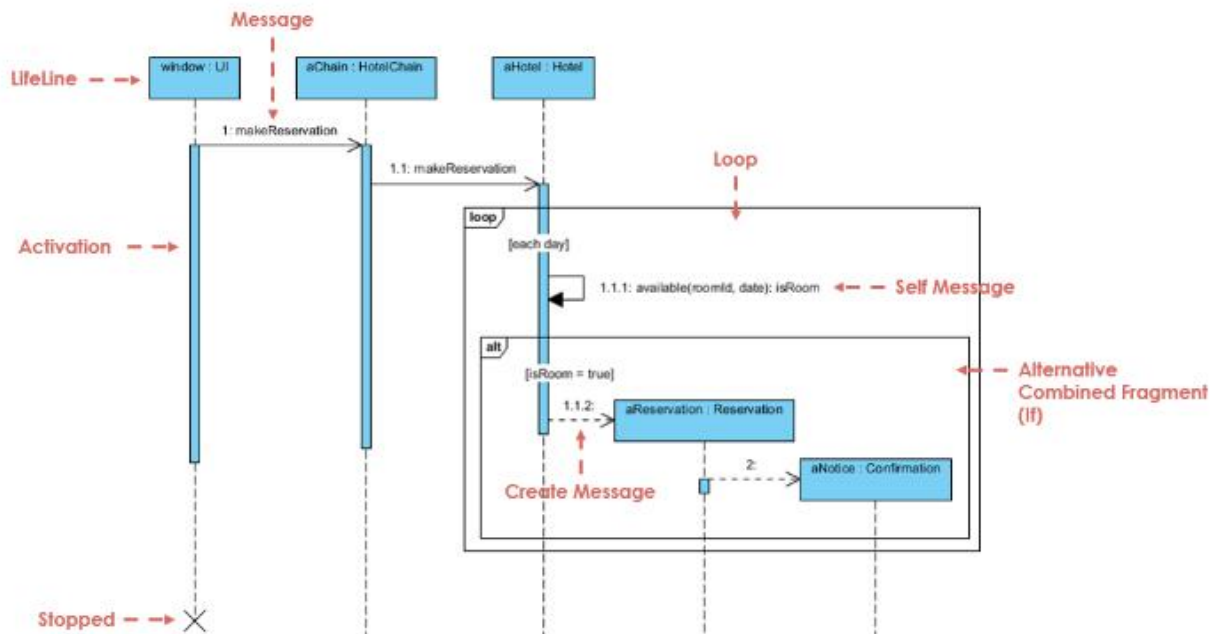 Message
LifeLine
window : UI
aChain : HotelChain
aHotel : Hotel
1: makeReservation
1.1: makeReservation
Loop
loop
Activation
[each day]
1.1.1: available(roomId, date): isRoom
Self Message
alt
[isRoom = true]
Alternative
Combined Fragment
(If)
1.1.2:
aReservation : Reservation
2:
aNotice : Confirmation
Create Message
Stopped